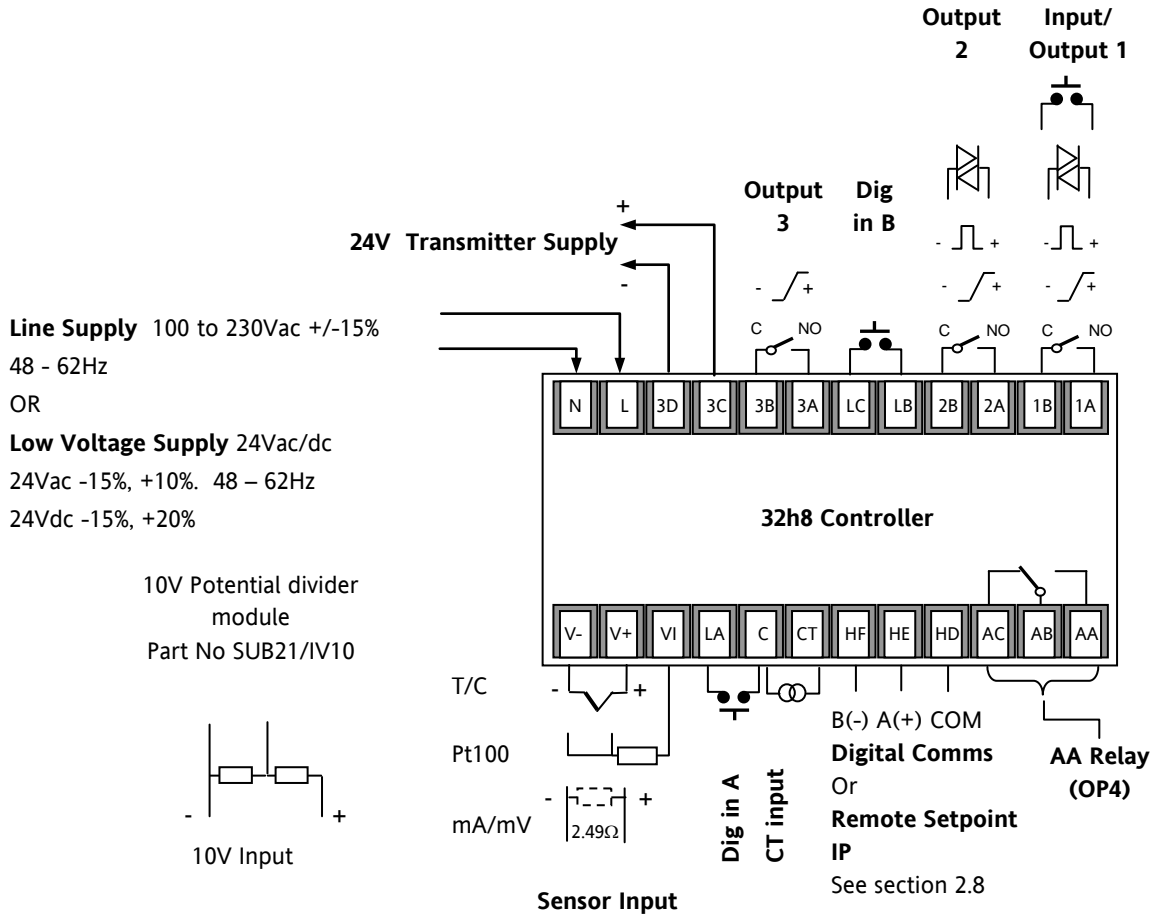 Output
2
Input/
Output 1
Output
3
Dig
in B
- +
- +
+
24V Transmitter Supply
-
- +
- +
- +
Line Supply 100 to 230Vac +/-15%
48 - 62Hz
OR
Low Voltage Supply 24Vac/dc
24Vac -15%, +10%. 48 – 62Hz
24Vdc -15%, +20%
C NO
C NO
C NO
N L 3D 3C 3B 3A LC LB 2B 2A 1B 1A
32h8 Controller
10V Potential divider
module
Part No SUB21/IV10
- +
10V Input
V- V+ VI LA C CT HF HE HD AC AB AA
T/C - +
Pt100
mA/mV - +
2.49Ω
Sensor Input
Dig in A
CT input
B(-) A(+) COM
Digital Comms
Or
Remote Setpoint
IP
See section 2.8
AA Relay
(OP4)